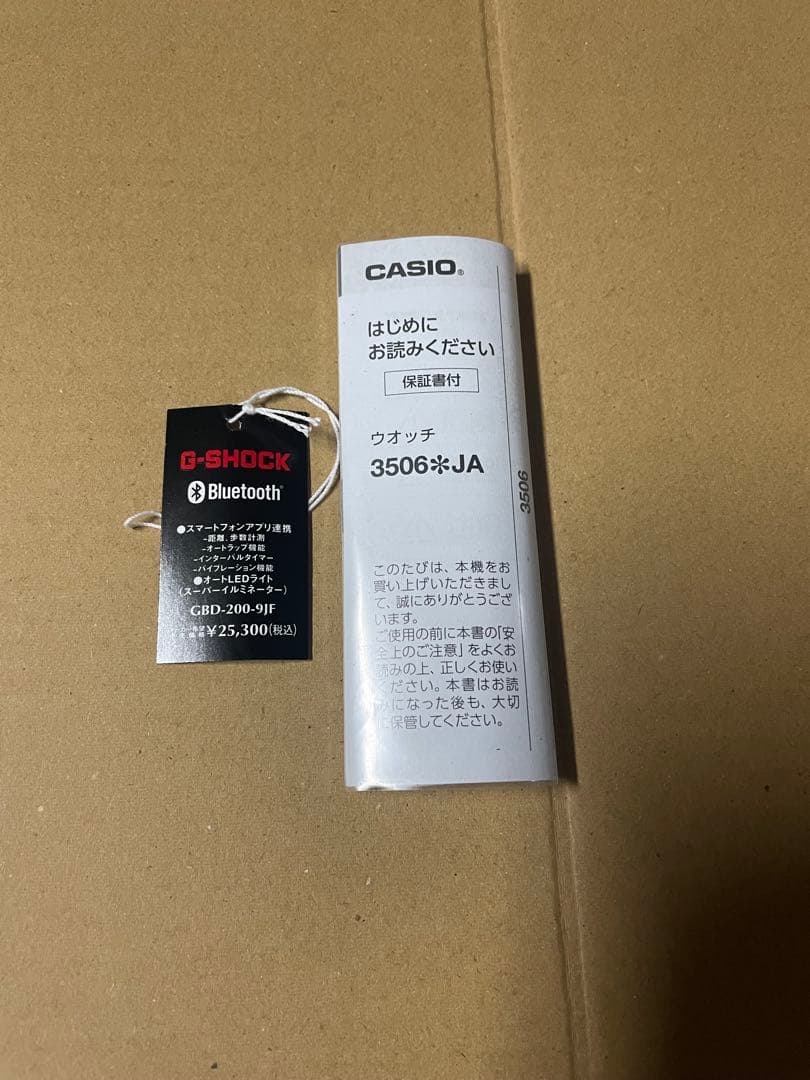 G-SHOCK
Bluetooth®
●スマートフォンアプリ連携
-距離、歩数計測
-オートラップ機能
-インターバルタイマー
-バイブレーション機能
●オートLEDライト
(スーパーイルミネーター)
GBD-200-9JF
¥25,300(税込)
CASIO®
はじめに
お読みください
保証書付
ウオッチ
3506✻JA
3506
このたびは、本機をお
買い上げいただきまし
て、誠にありがとうござ
います。
ご使用の前に本書の「安
全上のご注意」をよくお
読みの上、正しくお使い
ください。本書はお読
みになった後も、大切
に保管してください。